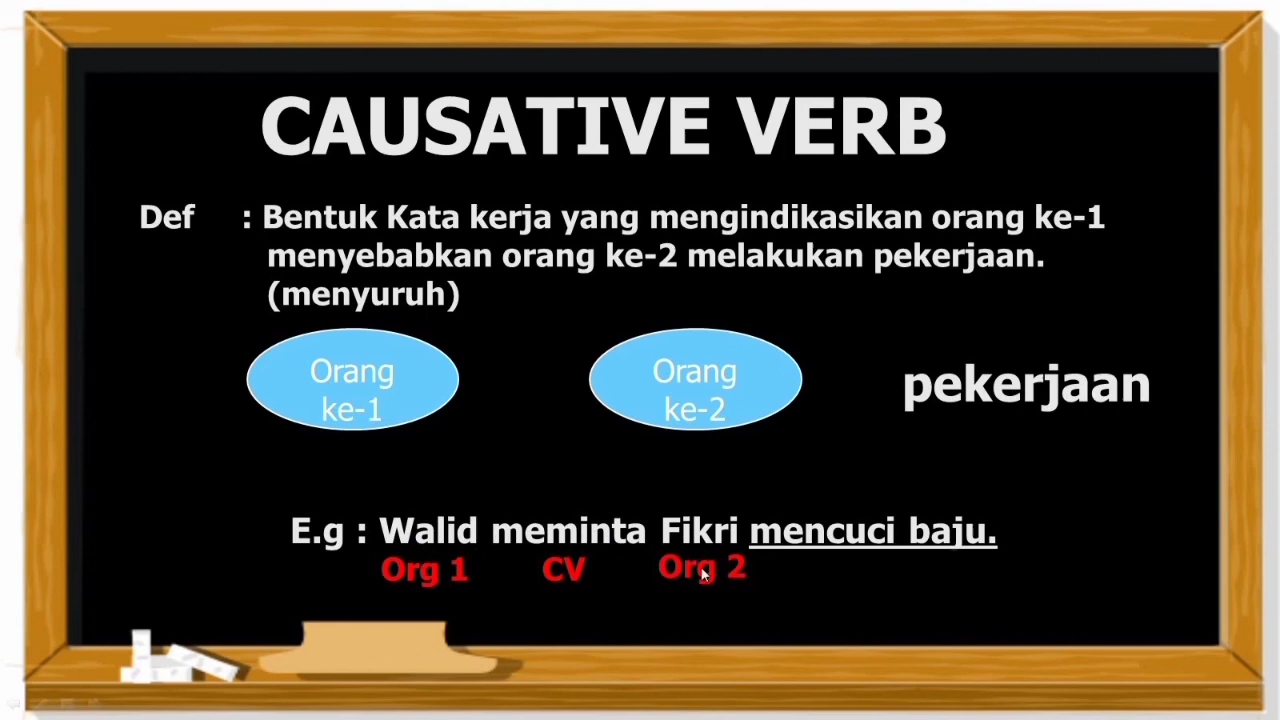 CAUSATIVE VERB
Def : Bentuk Kata kerja yang mengindikasikan orang ke-1
menyebabkan orang ke-2 melakukan pekerjaan.
(menyuruh)
Orang
ke-1
Orang
ke-2
pekerjaan
E.g : Walid meminta Fikri mencuci baju.
Org 1 CV Org 2